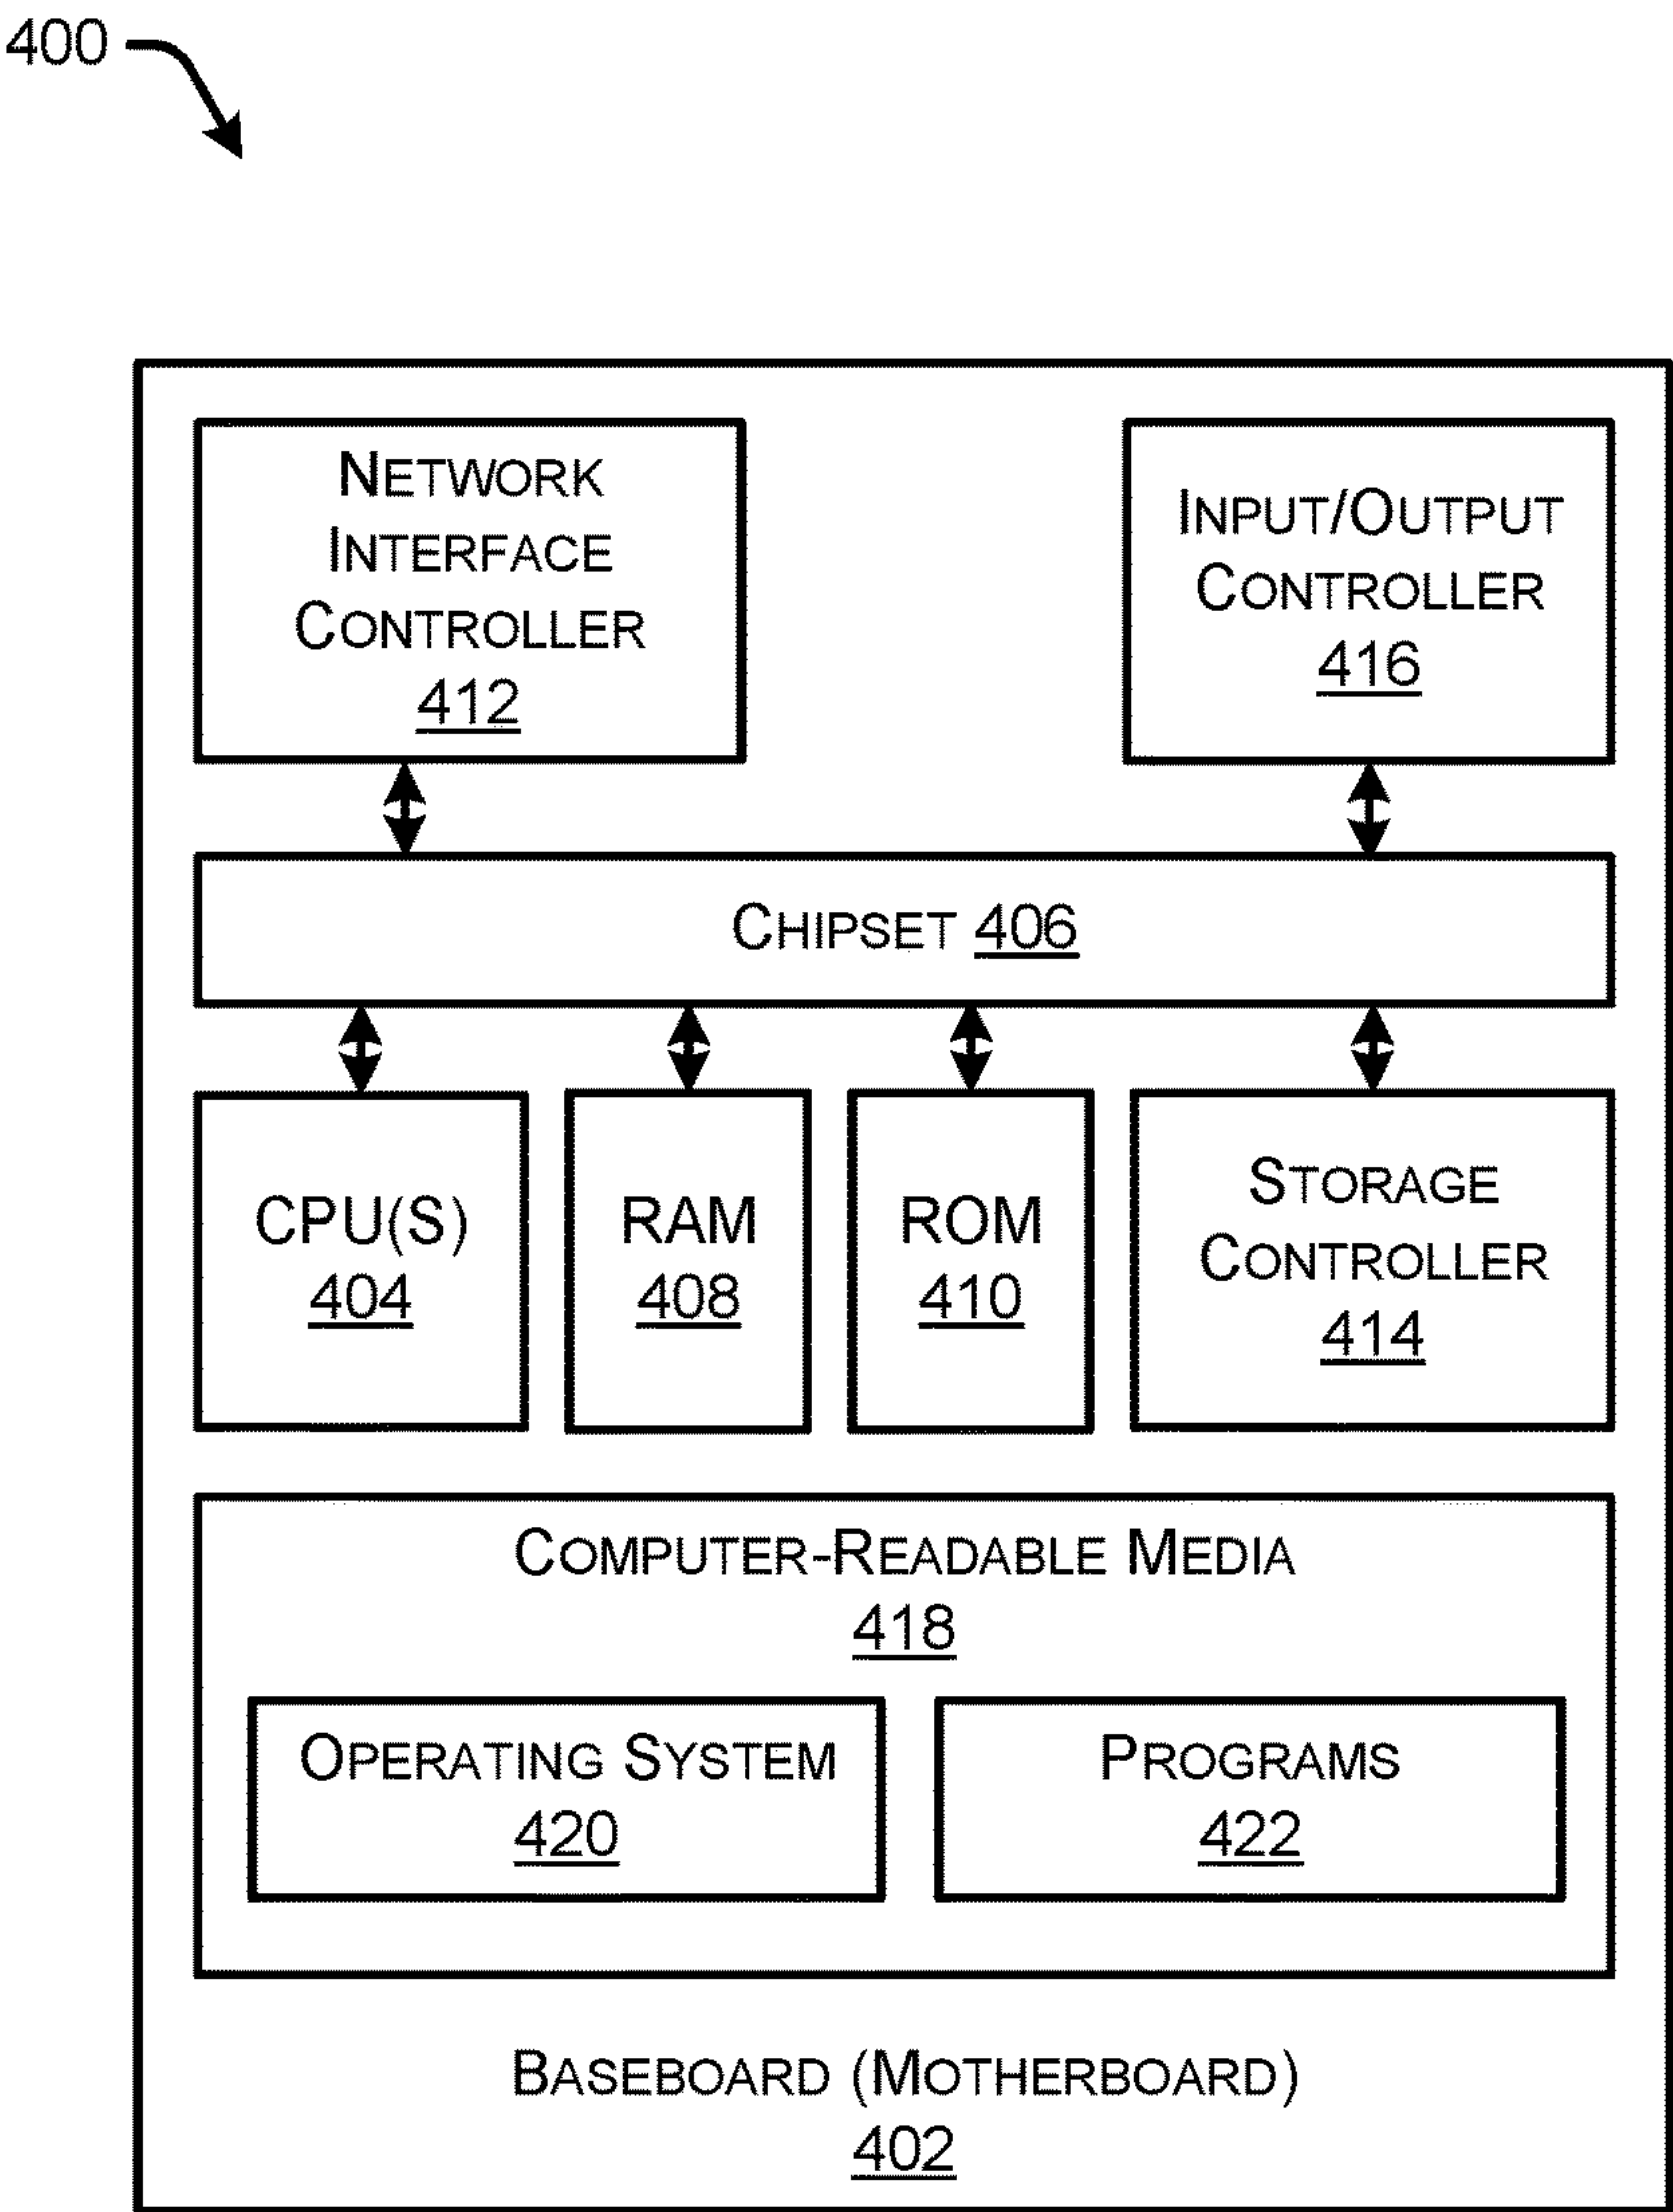 400
NETWORK
INTERFACE
CONTROLLER
412
INPUT/OUTPUT
CONTROLLER
416
CHIPSET 406
CPU(S)
404
RAM
408
ROM
410
STORAGE
CONTROLLER
414
COMPUTER-READABLE MEDIA
418
OPERATING SYSTEM
420
PROGRAMS
422
BASEBOARD (MOTHERBOARD)
402